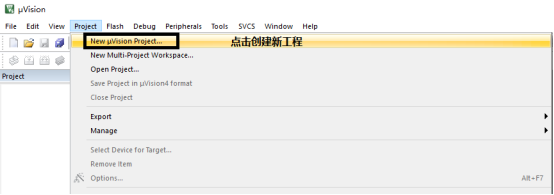 µVision
File Edit View Project Flash Debug Peripherals Tools SVCS Window Help
New µVision Project... 点击创建新工程
New Multi-Project Workspace...
Open Project...
Save Project in µVision4 format
Project
Close Project
Export
Manage
Select Device for Target...
Remove Item
Options... Alt+F7